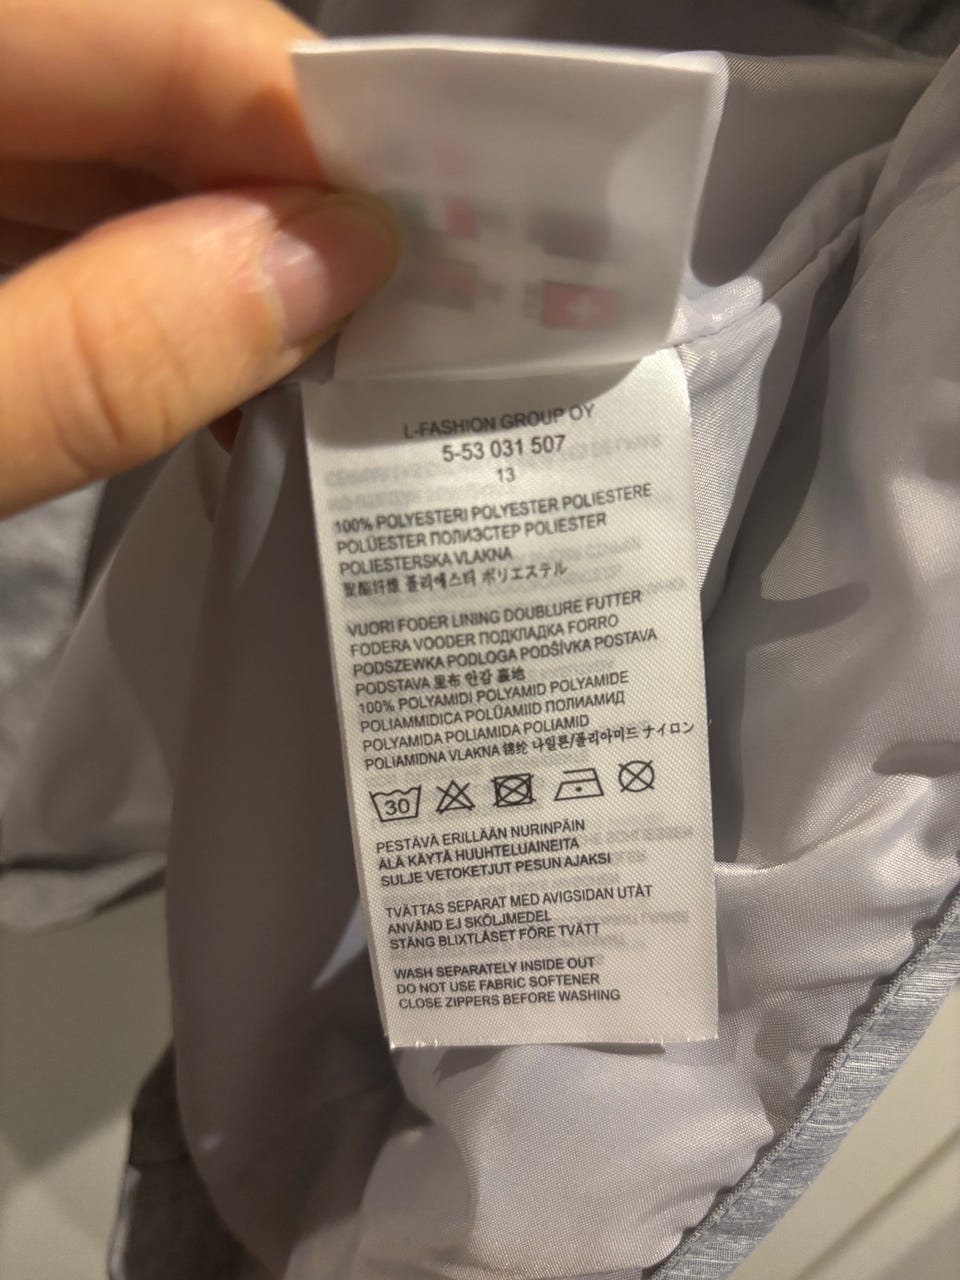 L-FASHION GROUP OY
5-53 031 507
13
100% POLYESTERI POLYESTER POLIESTERE
POLÜESTER ПОЛИЭСТЕР POLIESTER
POLIESTERSKA VLAKNA
聚酯纤维 폴리에스터 ポリエステル
VUORI FODER LINING DOUBLURE FUTTER
FODERA VOODER ПОДКЛАДКА FORRO
PODSZEWKA PODLOGA PODŠÍVKA POSTAVA
PODSTAVA 里布 안감 裏地
100% POLYAMIDI POLYAMID POLYAMIDE
POLIAMMIDICA POLÜAMIID ПОЛИАМИД
POLYAMIDA POLIAMIDA POLIAMID
POLIAMIDNA VLAKNA 锦纶 나일론/폴리아미드 ナイロン
30
PESTÄVÄ ERILLÄÄN NURINPÄIN
ÄLÄ KÄYTÄ HUUHTELUAINEITA
SULJE VETOKETJUT PESUN AJAKSI
TVÄTTAS SEPARAT MED AVIGSIDAN UTÅT
ANVÄND EJ SKÖLJMEDEL
STÄNG BLIXTLÅSET FÖRE TVÄTT
WASH SEPARATELY INSIDE OUT
DO NOT USE FABRIC SOFTENER
CLOSE ZIPPERS BEFORE WASHING